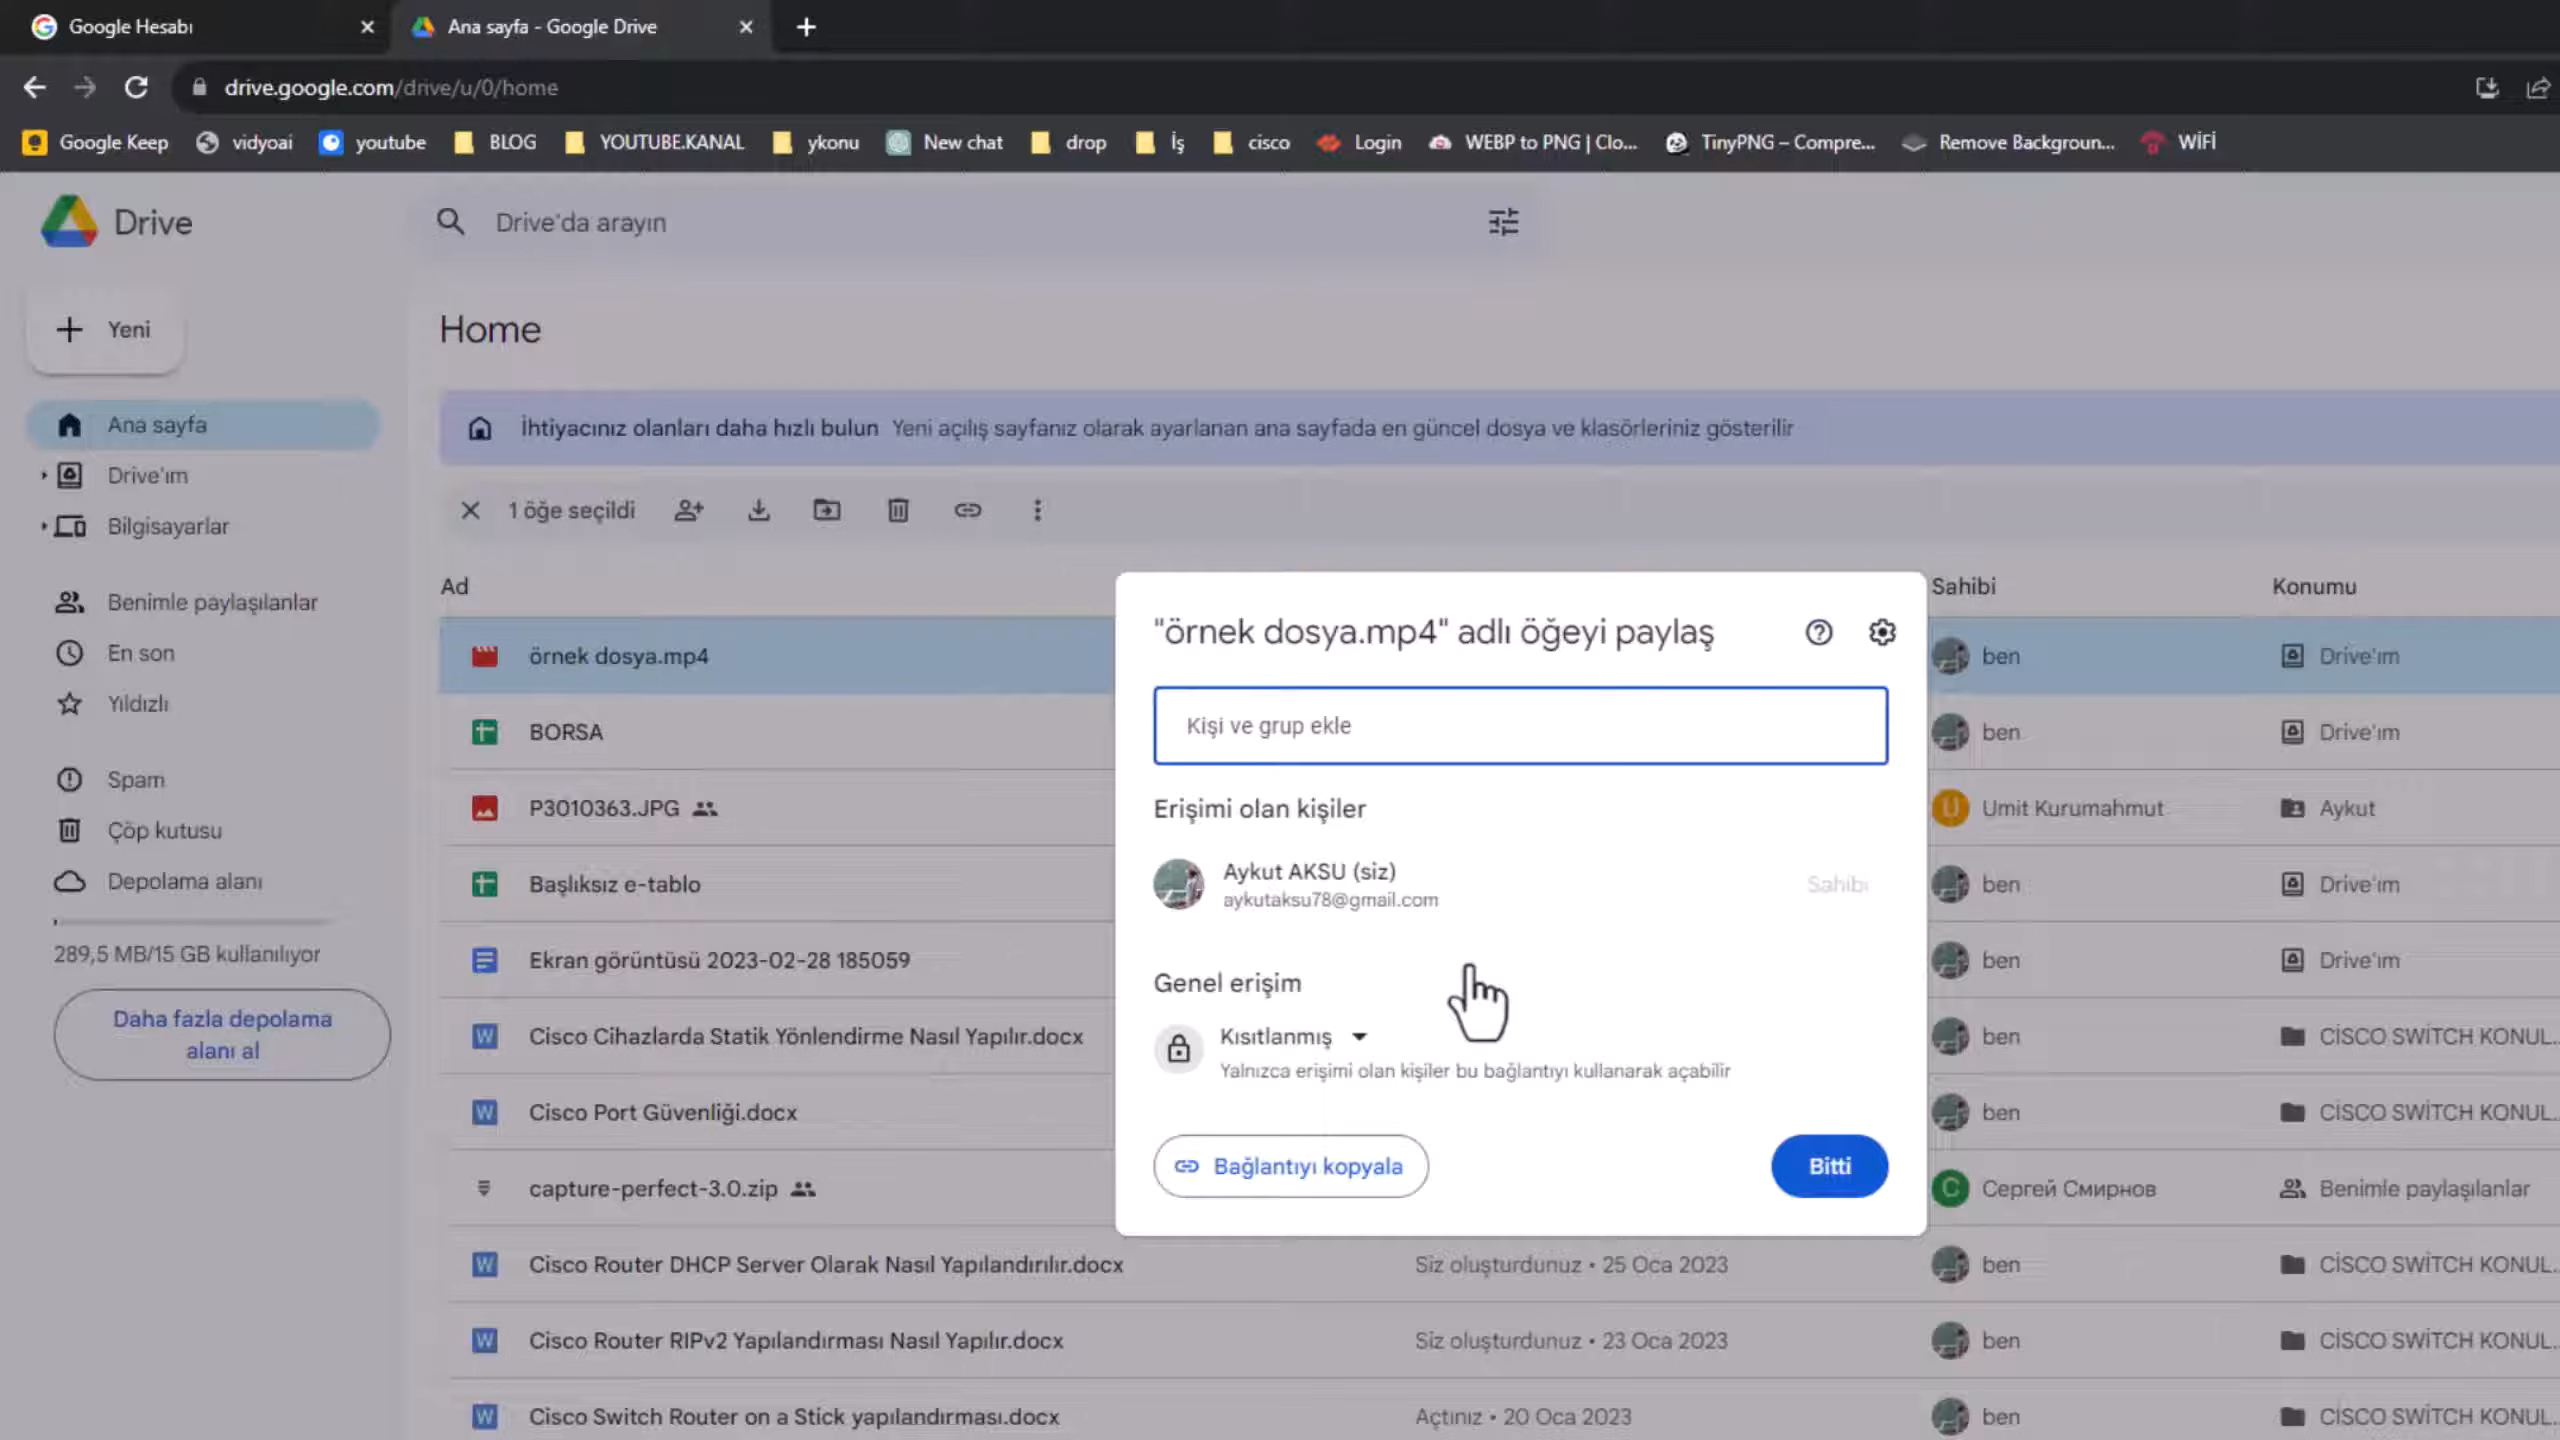 Google Hesabı
Ana sayfa - Google Drive
drive.google.com/drive/u/0/home
Google Keep
vidyoai
youtube
BLOG
YOUTUBE.KANAL
ykonu
New chat
drop
İş
cisco
Login
WEBP to PNG | Clo...
TinyPNG – Compre...
Remove Backgroun...
WİFİ
Drive
Drive'da arayın
Yeni
Home
Ana sayfa
İhtiyacınız olanları daha hızlı bulun Yeni açılış sayfanız olarak ayarlanan ana sayfada en güncel dosya ve klasörleriniz gösterilir
Drive'ım
Bilgisayarlar
Benimle paylaşılanlar
En son
Yıldızlı
Spam
Çöp kutusu
Depolama alanı
289,5 MB/15 GB kullanılıyor
Daha fazla depolama
alanı al
1 öğe seçildi
Ad
Sahibi
Konumu
örnek dosya.mp4
ben
Drive'ım
BORSA
ben
Drive'ım
P3010363.JPG
U
Umit Kurumahmut
Aykut
Başlıksız e-tablo
ben
Drive'ım
Ekran görüntüsü 2023-02-28 185059
ben
Drive'ım
Cisco Cihazlarda Statik Yönlendirme Nasıl Yapılır.docx
ben
CİSCO SWİTCH KONUL...
Cisco Port Güvenliği.docx
ben
CİSCO SWİTCH KONUL...
capture-perfect-3.0.zip
С
Сергей Смирнов
Benimle paylaşılanlar
Cisco Router DHCP Server Olarak Nasıl Yapılandırılır.docx
Siz oluşturdunuz • 25 Oca 2023
ben
CİSCO SWİTCH KONUL...
Cisco Router RIPv2 Yapılandırması Nasıl Yapılır.docx
Siz oluşturdunuz • 23 Oca 2023
ben
CİSCO SWİTCH KONUL...
Cisco Switch Router on a Stick yapılandırması.docx
Açtınız • 20 Oca 2023
ben
CİSCO SWİTCH KONUL...
"örnek dosya.mp4" adlı öğeyi paylaş
Kişi ve grup ekle
Erişimi olan kişiler
Aykut AKSU (siz)
aykutaksu78@gmail.com
Sahibi
Genel erişim
Kısıtlanmış
Yalnızca erişimi olan kişiler bu bağlantıyı kullanarak açabilir
Bağlantıyı kopyala
Bitti